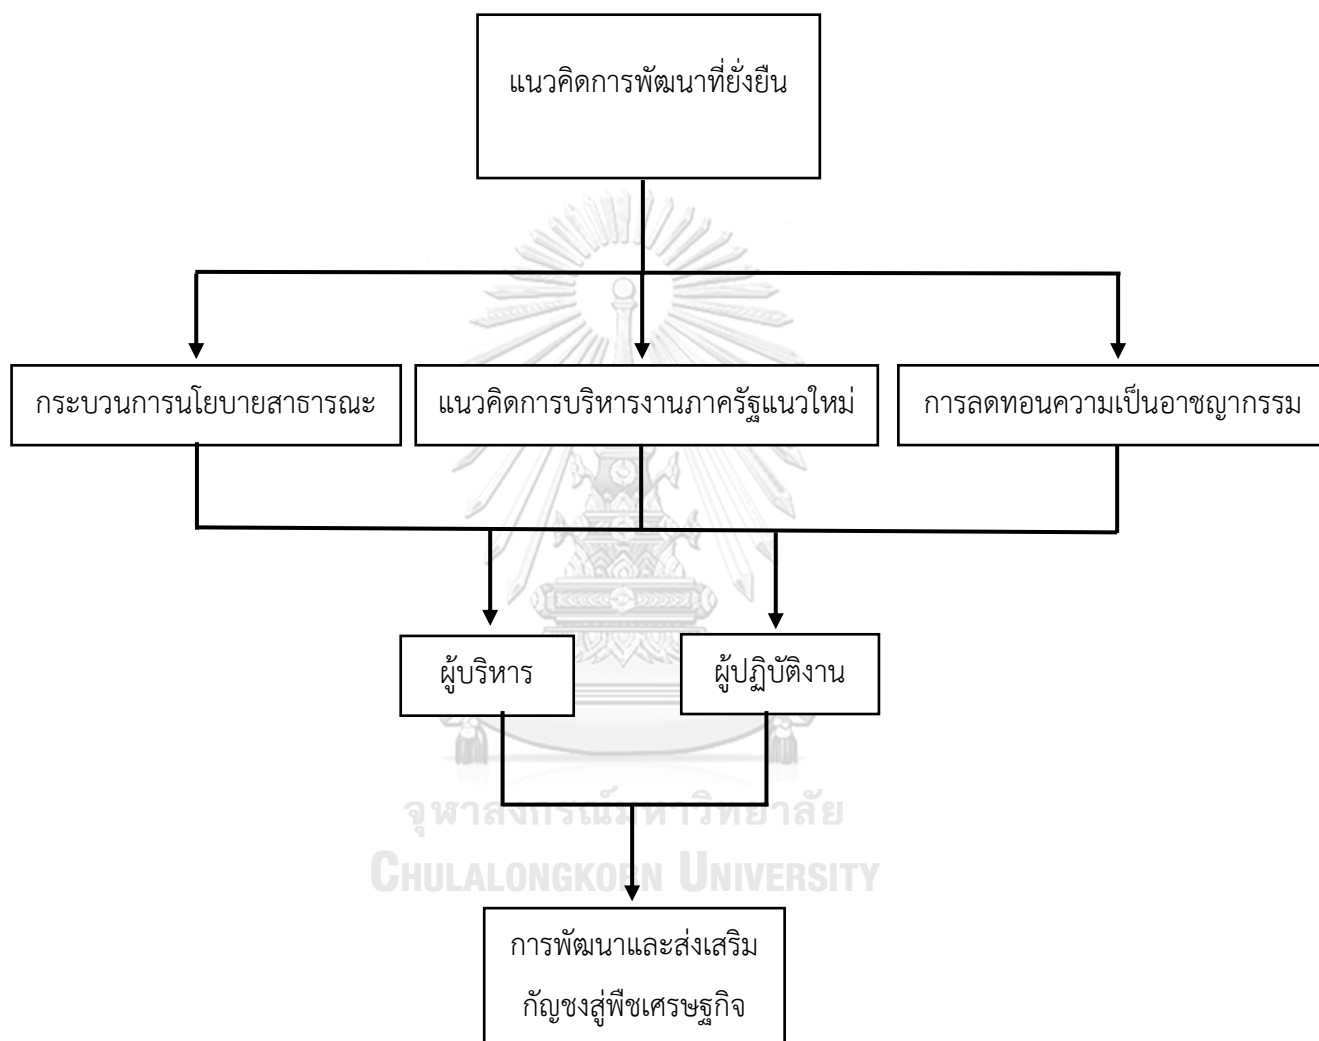 แนวคิดการพัฒนาที่ยั่งยืน
กระบวนการนโยบายสาธารณะ
แนวคิดการบริหารงานภาครัฐแนวใหม่
การลดทอนความเป็นอาชญากรรม
ผู้บริหาร
ผู้ปฏิบัติงาน
จุฬาลงกรณ์มหาวิทยาลัย
CHULALONGKORN UNIVERSITY
การพัฒนาและส่งเสริม
กัญชงสู่พืชเศรษฐกิจ